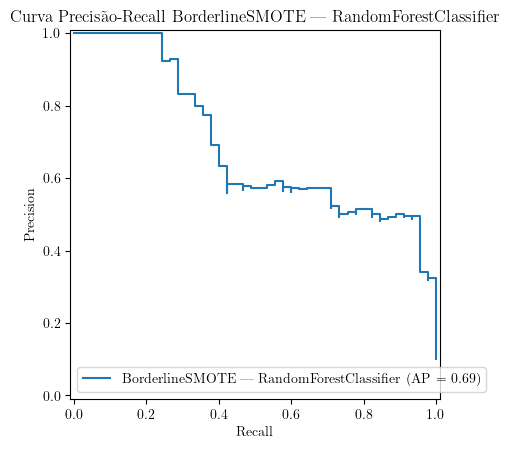 Curva Precisão-Recall BorderlineSMOTE — RandomForestClassifier
1.0
0.8
0.6
0.4
0.2
0.0
Precision
BorderlineSMOTE — RandomForestClassifier (AP = 0.69)
0.0 0.2 0.4 0.6 0.8 1.0
Recall